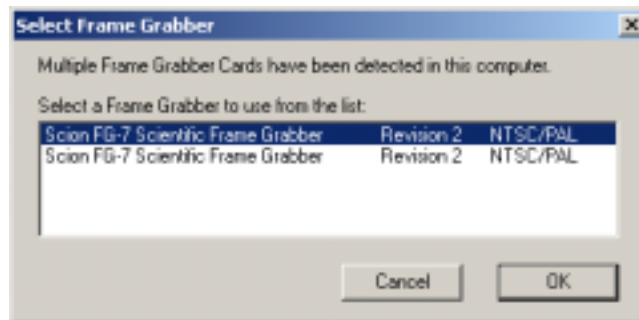 Select Frame Grabber
Multiple Frame Grabber Cards have been detected in this computer.
Select a Frame Grabber to use from the list:
Scion FG-7 Scientific Frame Grabber Revision 2 NTSC/PAL
Scion FG-7 Scientific Frame Grabber Revision 2 NTSC/PAL
Cancel OK